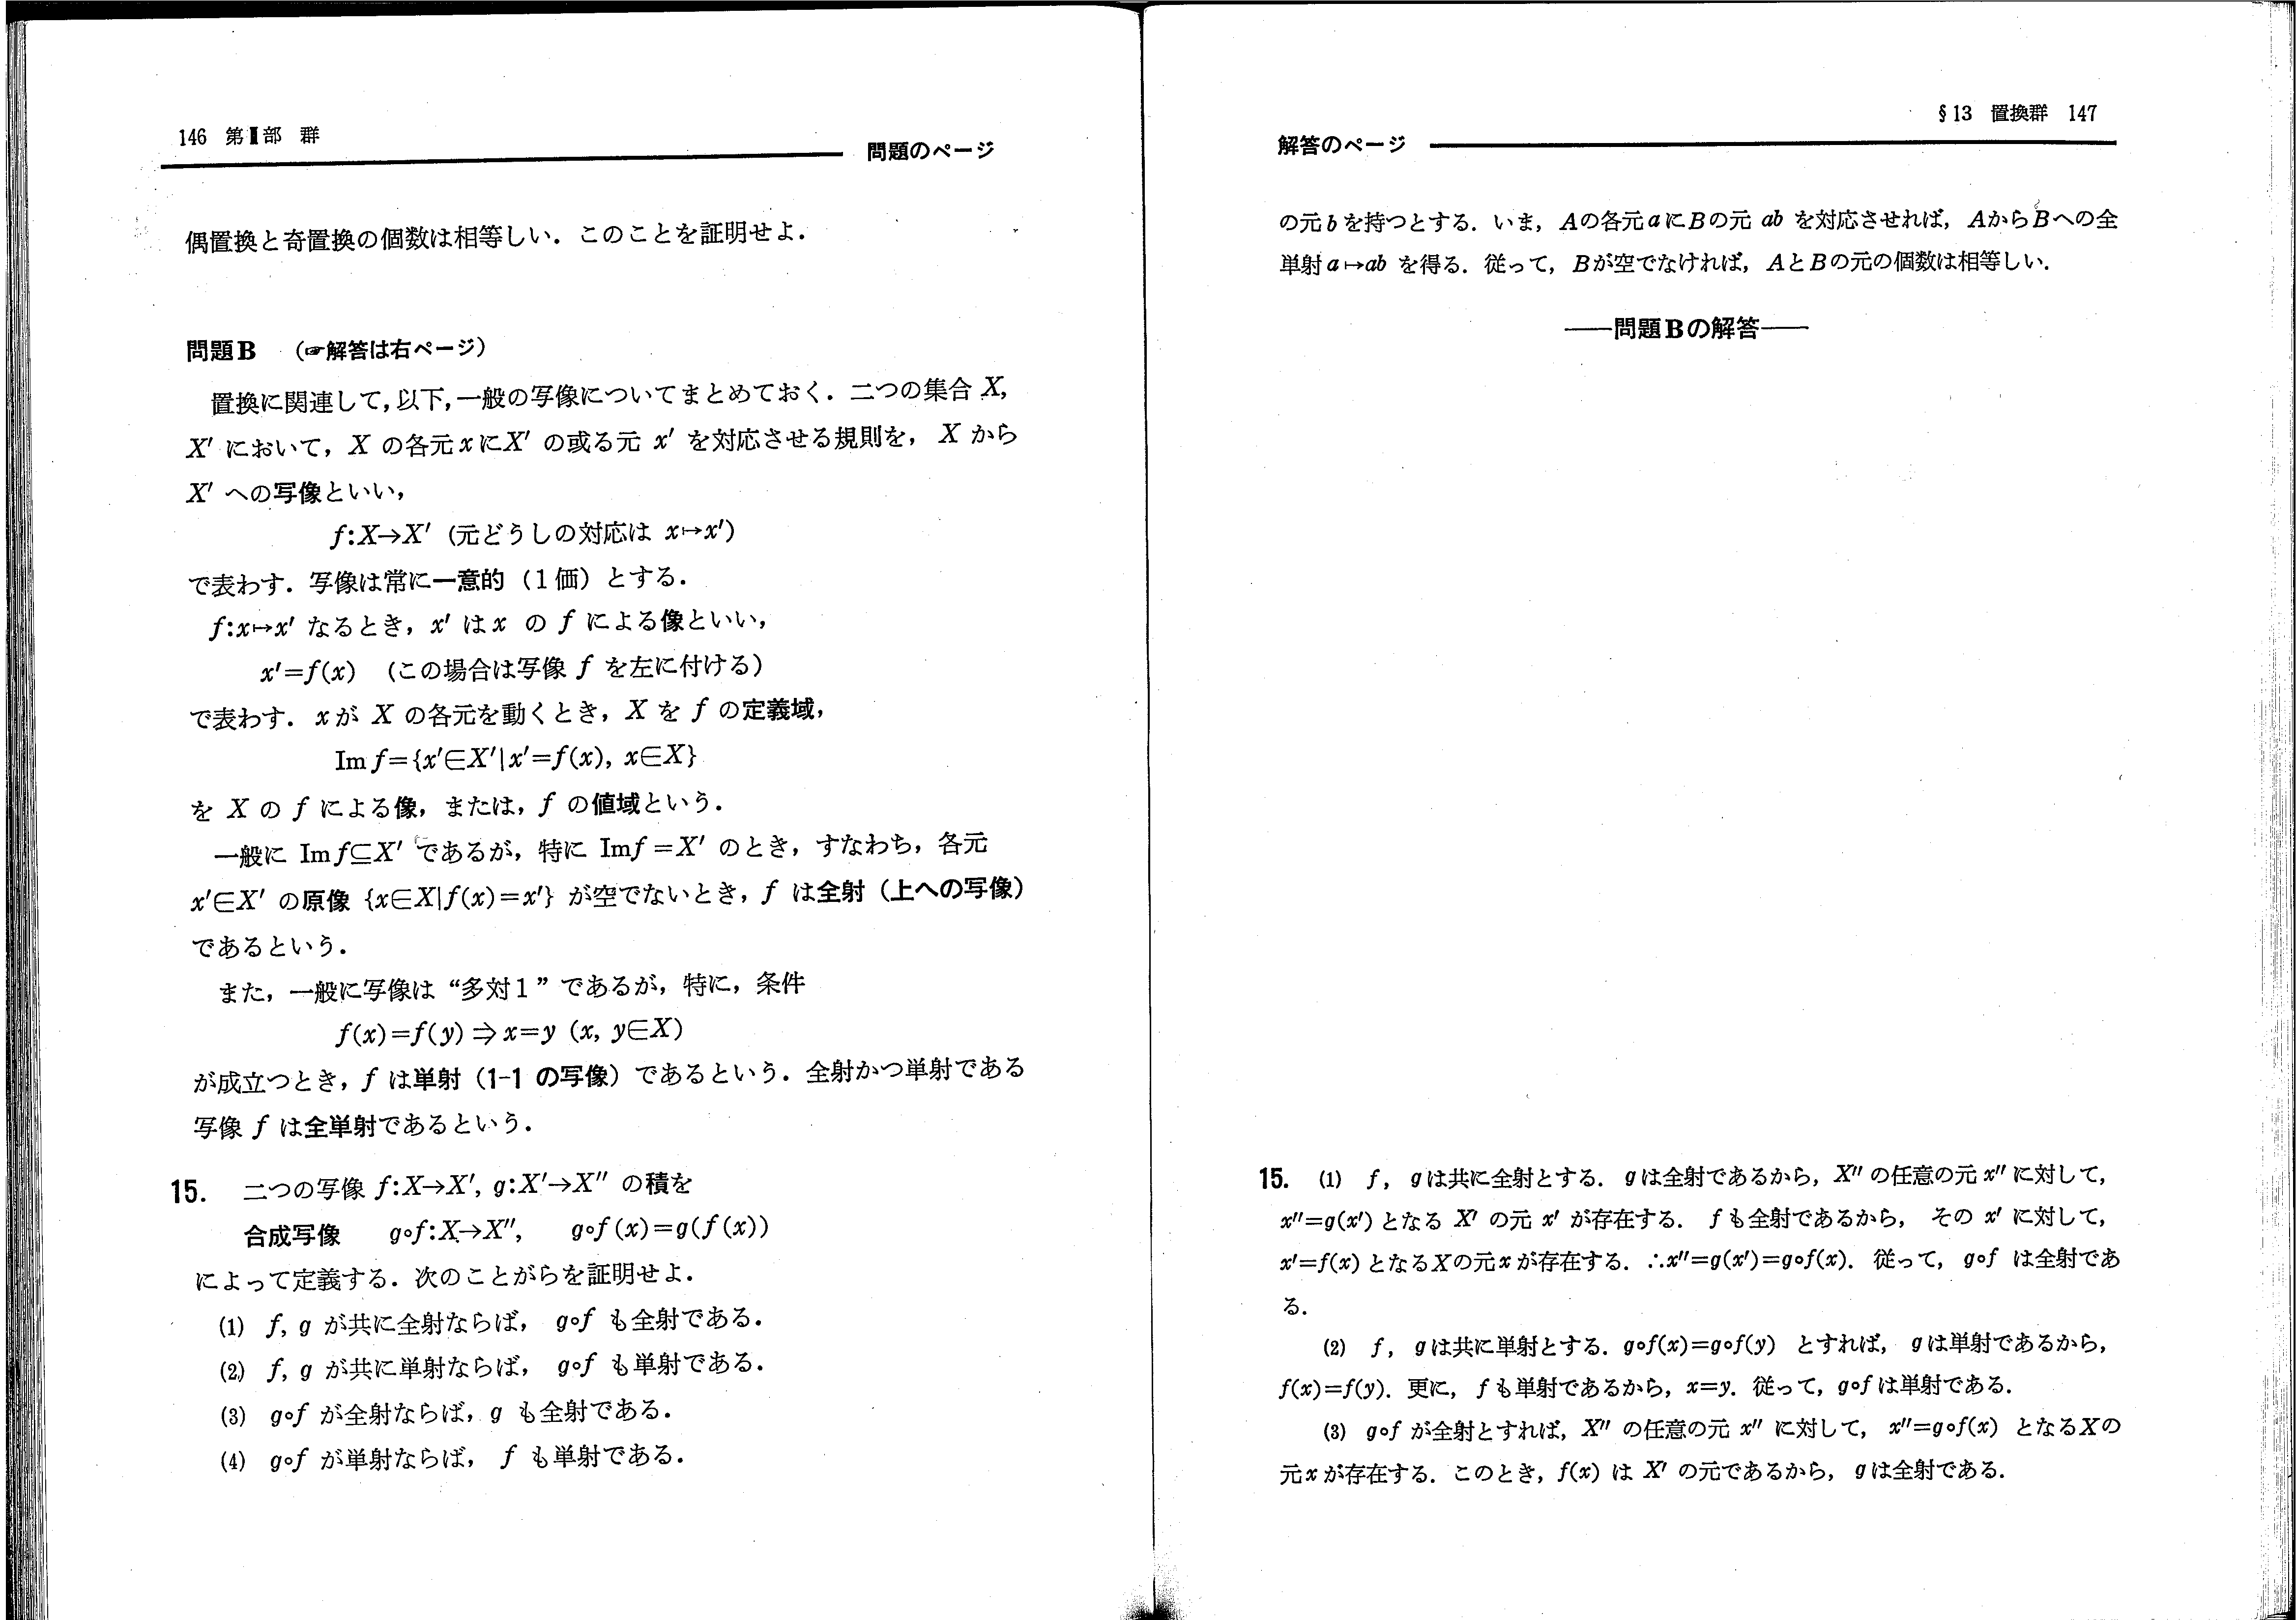 146 第Ⅱ部 群
問題のページ
偶置換と奇置換の個数は相等しい．このことを証明せよ．
問題B （☞解答は右ページ）
置換に関連して，以下，一般の写像についてまとめておく．二つの集合 X,
X′ において，X の各元 x に X′ の或る元 x′ を対応させる規則を，X から
X′ への写像といい，
f:X→X′ (元どうしの対応は x↦x′)
で表わす．写像は常に一意的（1価）とする．
f:x↦x′ なるとき，x′ は x の f による像といい，
x′=f(x) （この場合は写像 f を左に付ける）
で表わす．x が X の各元を動くとき，X を f の定義域，
Im f={x′∈X′|x′=f(x), x∈X}
を X の f による像，または，f の値域という．
一般に Im f⊆X′ であるが，特に Imf=X′ のとき，すなわち，各元
x′∈X′ の原像 {x∈X|f(x)=x′} が空でないとき，f は全射（上への写像）
であるという．
また，一般に写像は “多対1” であるが，特に，条件
f(x)=f(y)⇒x=y (x, y∈X)
が成立つとき，f は単射（1-1 の写像）であるという．全射かつ単射である
写像 f は全単射であるという．
15. 二つの写像 f:X→X′, g:X′→X″ の積を
合成写像 g∘f:X→X″, g∘f(x)=g(f(x))
によって定義する．次のことがらを証明せよ．
(1) f, g が共に全射ならば，g∘f も全射である．
(2) f, g が共に単射ならば，g∘f も単射である．
(3) g∘f が全射ならば，g も全射である．
(4) g∘f が単射ならば，f も単射である．
§13 置換群 147
解答のページ
の元 b を持つとする．いま，A の各元 a に B の元 ab を対応させれば，A から B への全
単射 a↦ab を得る．従って，B が空でなければ，A と B の元の個数は相等しい．
——問題Bの解答——
15. (1) f, g は共に全射とする．g は全射であるから，X″ の任意の元 x″ に対して，
x″=g(x′) となる X′ の元 x′ が存在する．f も全射であるから，その x′ に対して，
x′=f(x) となる X の元 x が存在する．∴x″=g(x′)=g∘f(x)．従って，g∘f は全射であ
る．
(2) f, g は共に単射とする．g∘f(x)=g∘f(y) とすれば，g は単射であるから，
f(x)=f(y)．更に，f も単射であるから，x=y．従って，g∘f は単射である．
(3) g∘f が全射とすれば，X″ の任意の元 x″ に対して，x″=g∘f(x) となる X の
元 x が存在する．このとき，f(x) は X′ の元であるから，g は全射である．